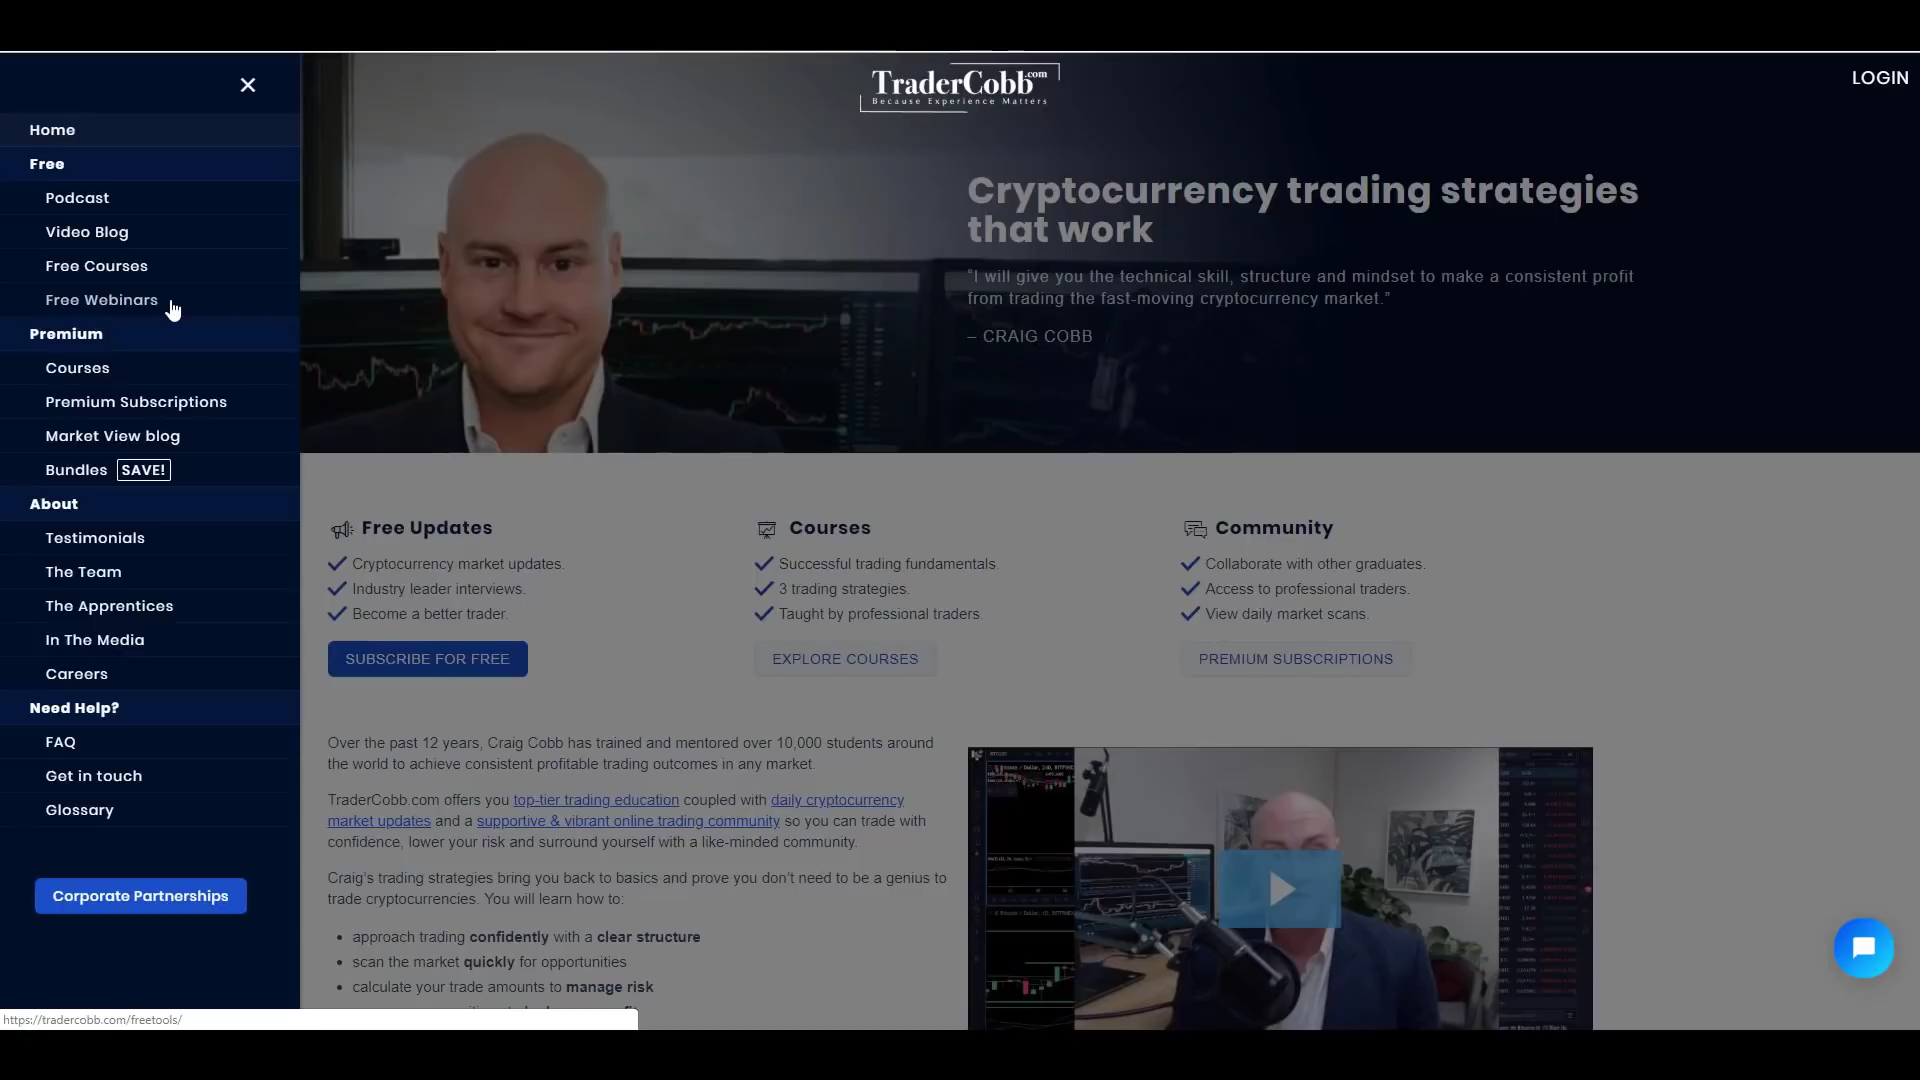 TraderCobb.com
Because Experience Matters
LOGIN
Home
Free
Podcast
Video Blog
Free Courses
Free Webinars
Premium
Courses
Premium Subscriptions
Market View blog
Bundles SAVE!
About
Testimonials
The Team
The Apprentices
In The Media
Careers
Need Help?
FAQ
Get in touch
Glossary
Corporate Partnerships
https://tradercobb.com/freetools/
Cryptocurrency trading strategies
that work
“I will give you the technical skill, structure and mindset to make a consistent profit
from trading the fast-moving cryptocurrency market.”
– CRAIG COBB
Free Updates
Cryptocurrency market updates.
Industry leader interviews.
Become a better trader.
SUBSCRIBE FOR FREE
Courses
Successful trading fundamentals.
3 trading strategies.
Taught by professional traders.
EXPLORE COURSES
Community
Collaborate with other graduates.
Access to professional traders.
View daily market scans.
PREMIUM SUBSCRIPTIONS
Over the past 12 years, Craig Cobb has trained and mentored over 10,000 students around
the world to achieve consistent profitable trading outcomes in any market.
TraderCobb.com offers you top-tier trading education coupled with daily cryptocurrency
market updates and a supportive & vibrant online trading community so you can trade with
confidence, lower your risk and surround yourself with a like-minded community.
Craig’s trading strategies bring you back to basics and prove you don’t need to be a genius to
trade cryptocurrencies. You will learn how to:
• approach trading confidently with a clear structure
• scan the market quickly for opportunities
• calculate your trade amounts to manage risk